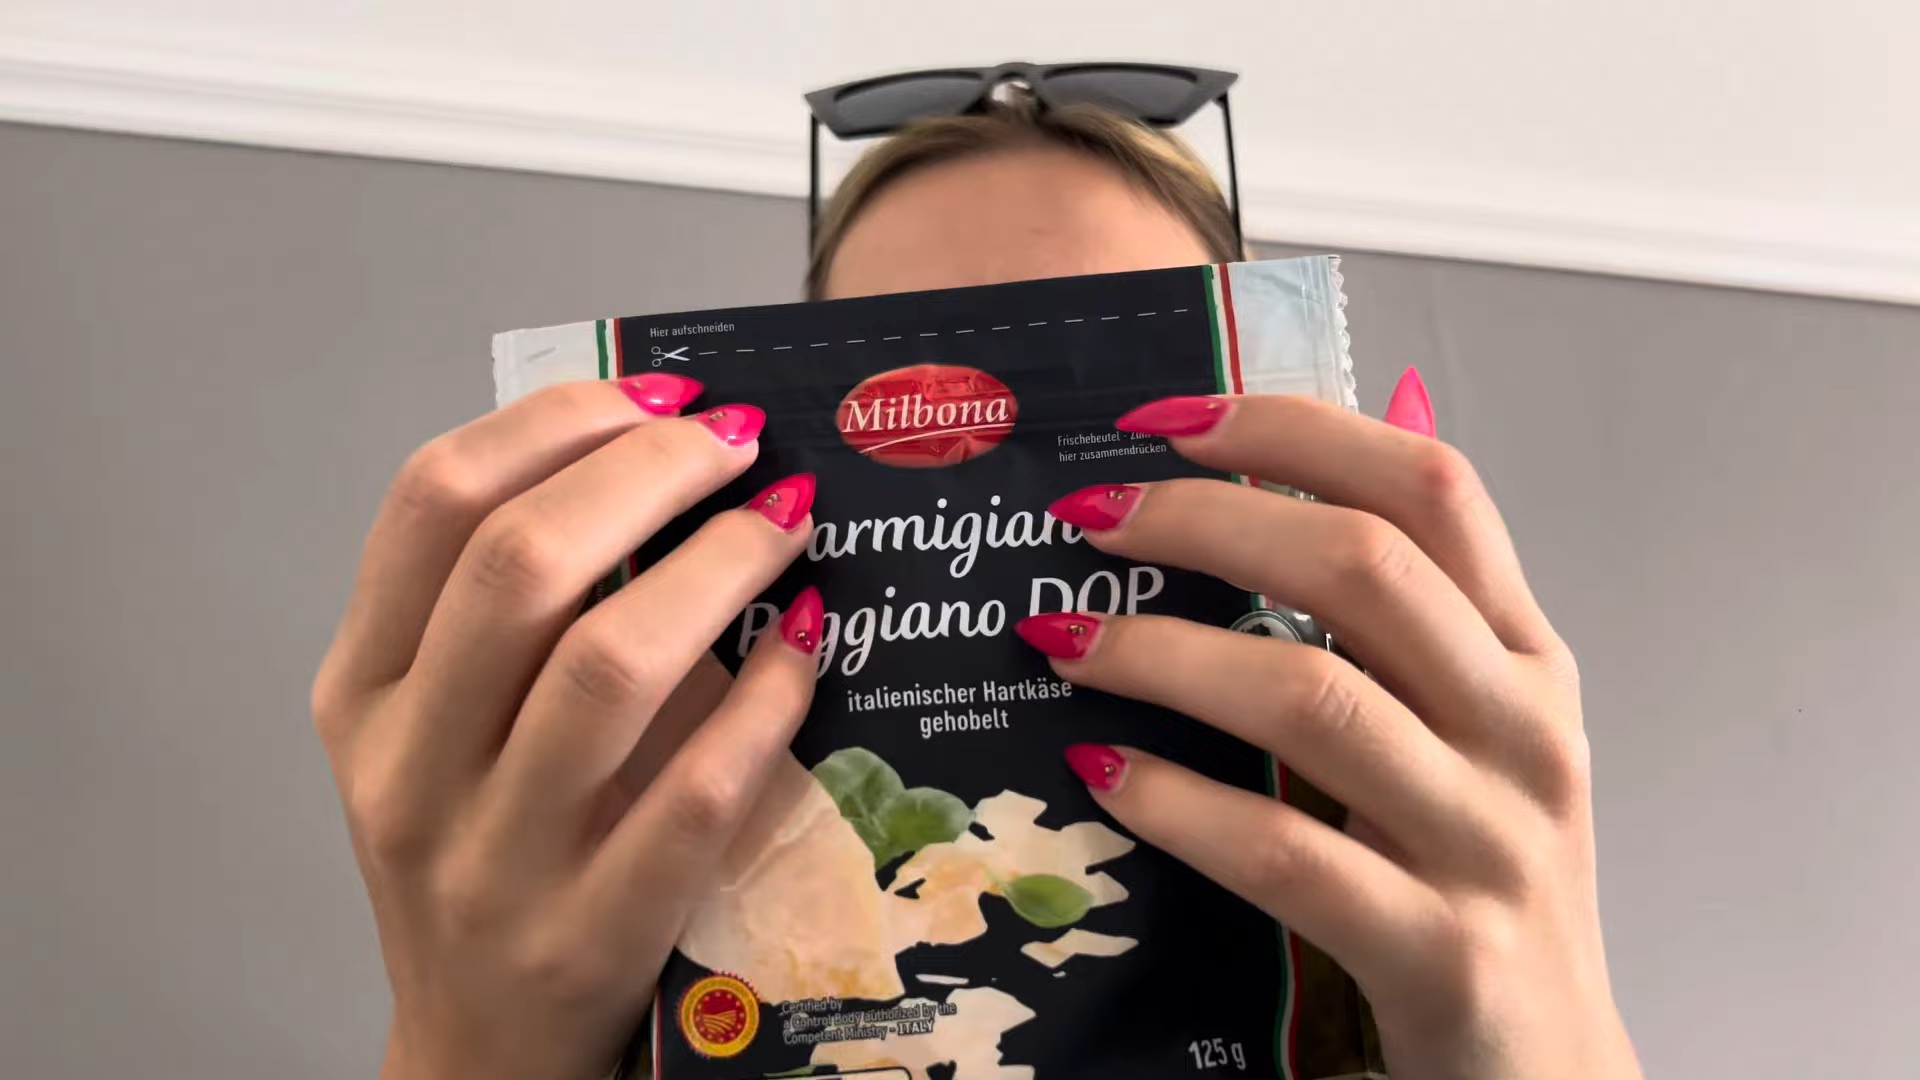 Hier aufschneiden
Milbona
Frischebeutel -
hier zusammendrücken
armigian
ggiano DOP
italienischer Hartkäse
gehobelt
Certified by
a Control Body authorized by the
Competent Ministry - ITALY
125 g